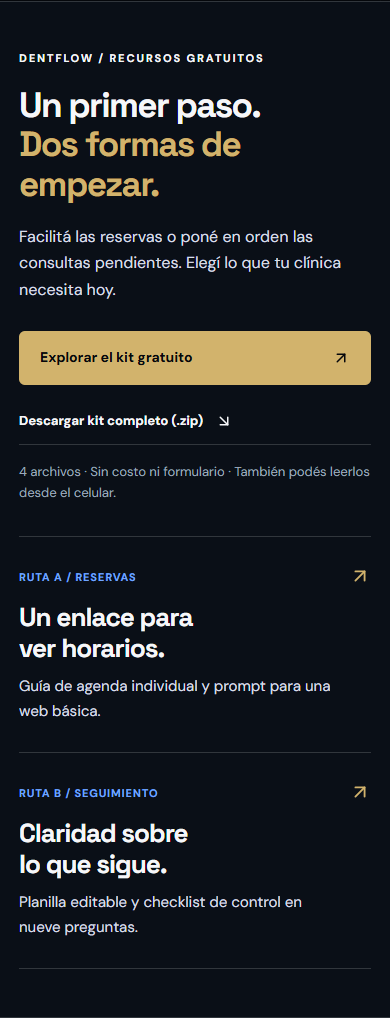 DENTFLOW / RECURSOS GRATUITOS
Un primer paso.
Dos formas de
empezar.
Facilitá las reservas o poné en orden las
consultas pendientes. Elegí lo que tu clínica
necesita hoy.
Explorar el kit gratuito
Descargar kit completo (.zip)
4 archivos · Sin costo ni formulario · También podés leerlos
desde el celular.
RUTA A / RESERVAS
Un enlace para
ver horarios.
Guía de agenda individual y prompt para una
web básica.
RUTA B / SEGUIMIENTO
Claridad sobre
lo que sigue.
Planilla editable y checklist de control en
nueve preguntas.